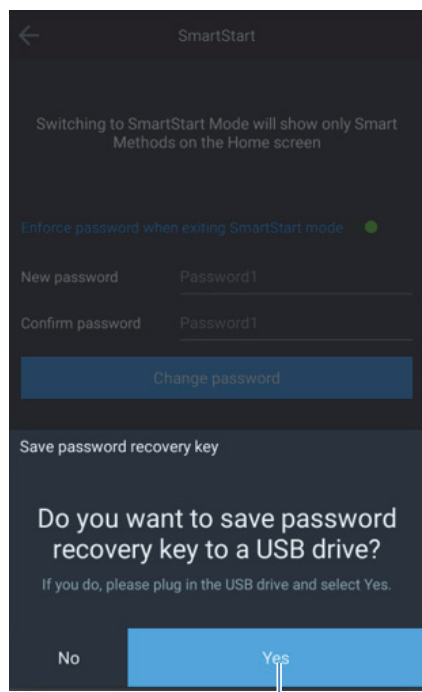 SmartStart
Switching to SmartStart Mode will show only Smart
Methods on the Home screen
Enforce password when exiting SmartStart mode
New password Password1
Confirm password Password1
Change password
Save password recovery key
Do you want to save password
recovery key to a USB drive?
If you do, please plug in the USB drive and select Yes.
No Yes